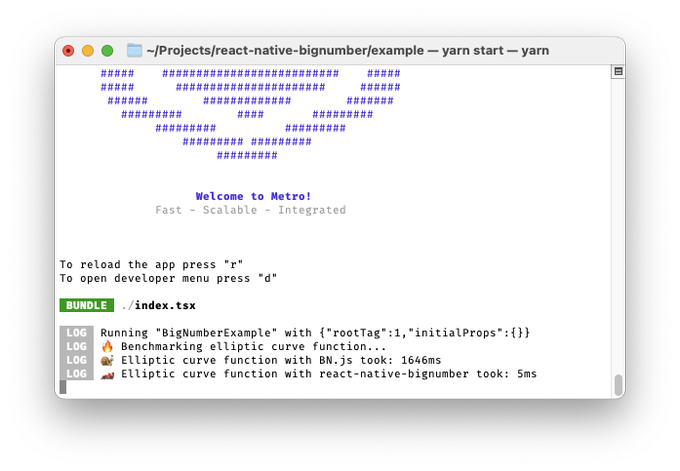 ~/Projects/react-native-bignumber/example — yarn start — yarn
#####    ##########################    #####
#####      ######################     ######
######        #############        #######
#########        ####       #########
#########          #########
######### #########
#########
Welcome to Metro!
Fast - Scalable - Integrated
To reload the app press "r"
To open developer menu press "d"
BUNDLE ./index.tsx
LOG Running "BigNumberExample" with {"rootTag":1,"initialProps":{}}
LOG 🔥 Benchmarking elliptic curve function...
LOG 🐌 Elliptic curve function with BN.js took: 1646ms
LOG 🏎️ Elliptic curve function with react-native-bignumber took: 5ms